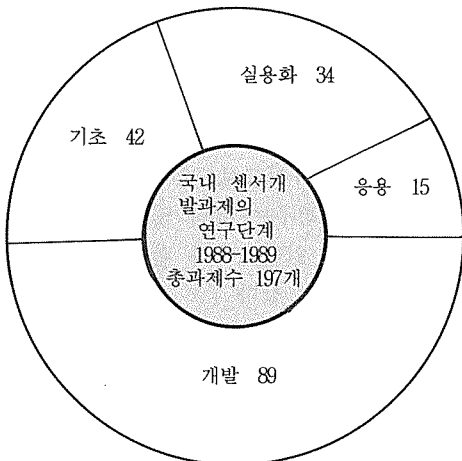 실용화 34
기초 42
응용 15
국내 센서개
발과제의
연구단계
1988-1989
총과제수 197개
개발 89